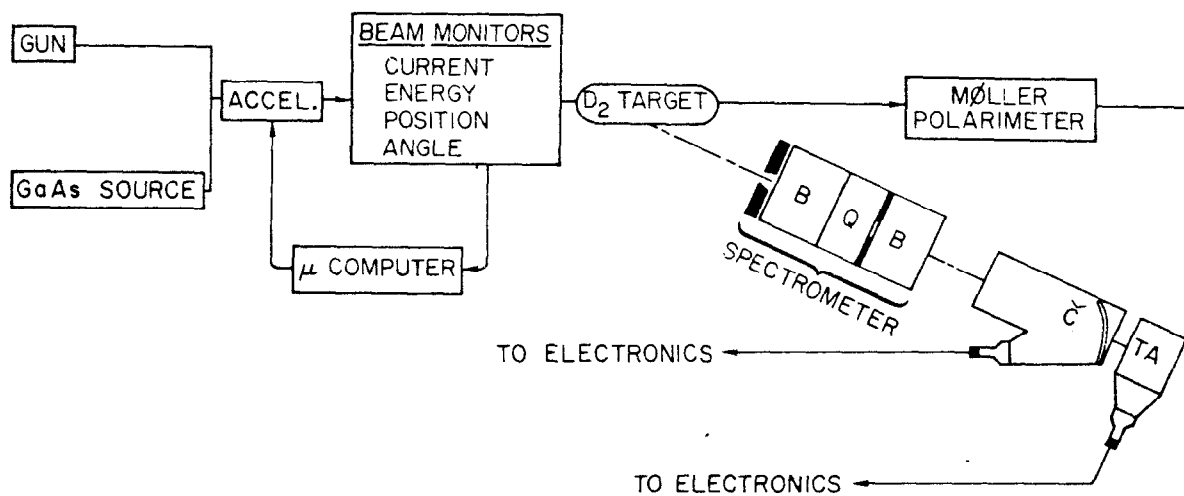 GUN
GaAs SOURCE
ACCEL.
BEAM MONITORS
CURRENT
ENERGY
POSITION
ANGLE
μ COMPUTER
D₂ TARGET
MØLLER
POLARIMETER
B
Q
B
SPECTROMETER
Č
TA
TO ELECTRONICS
TO ELECTRONICS